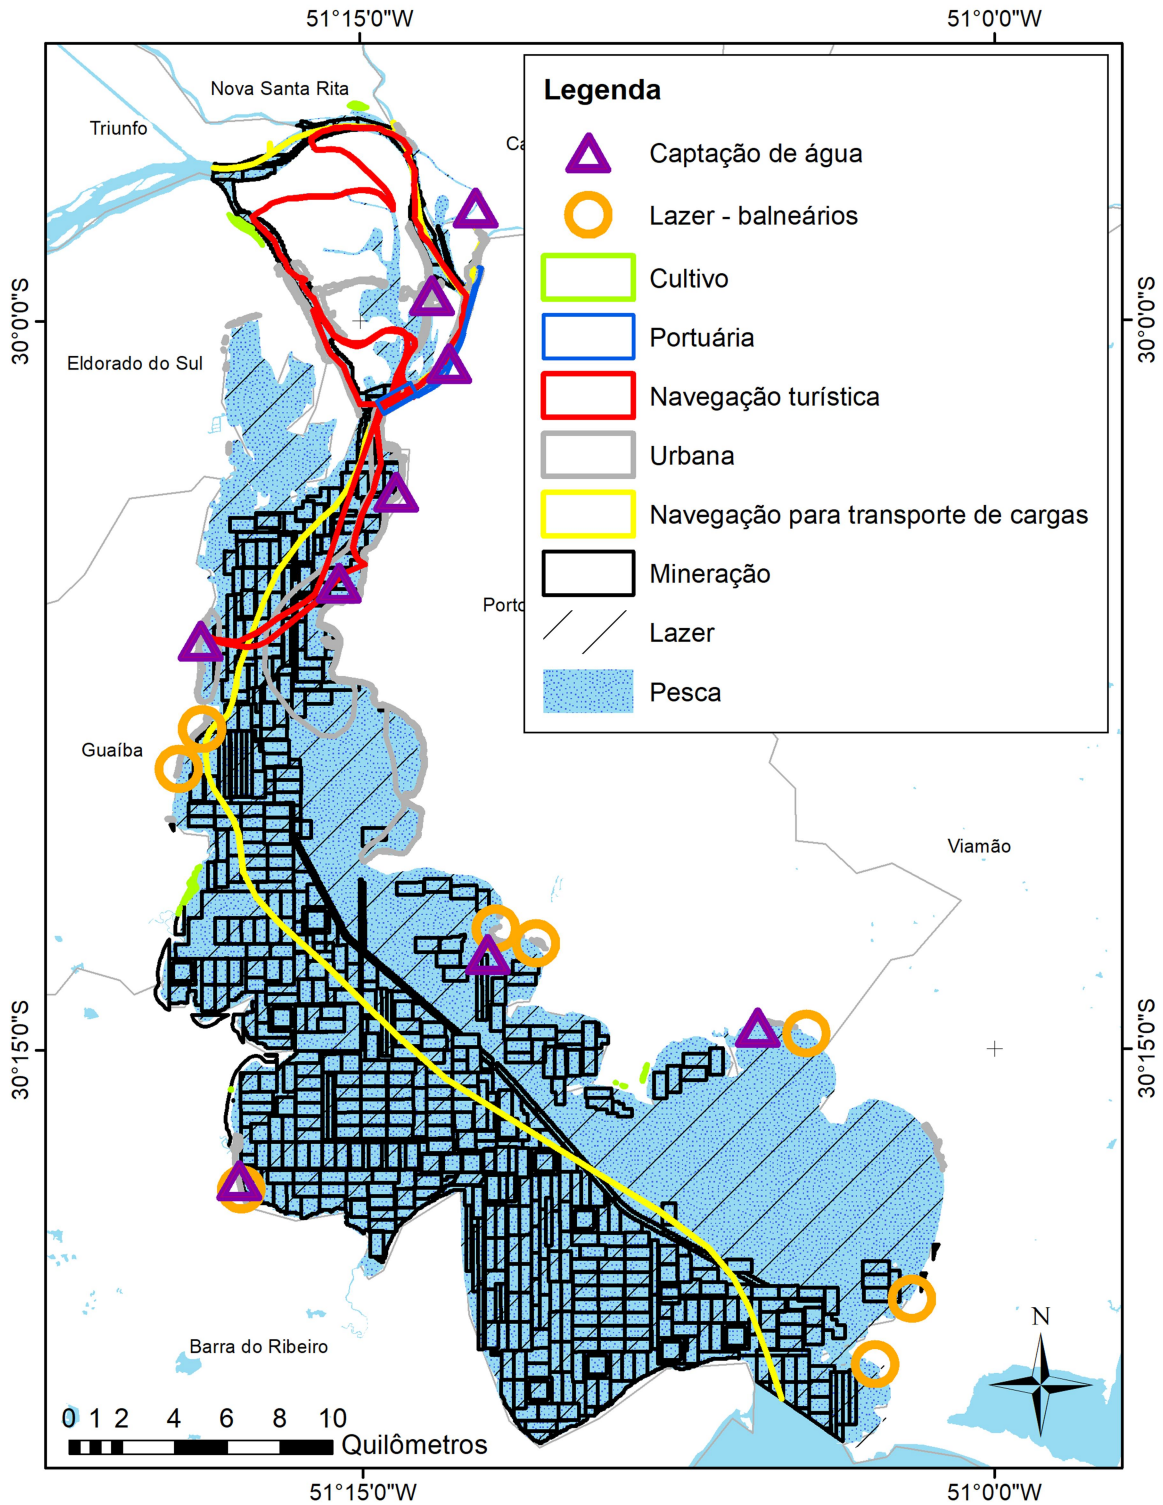 51°15'0"W 51°0'0"W
Nova Santa Rita
Triunfo
Ca
Legenda
Captação de água
Lazer - balneários
Cultivo
Portuária
Navegação turística
Urbana
Navegação para transporte de cargas
Mineração
Lazer
Pesca
30°0'0"S 30°0'0"S
Eldorado do Sul
Porto
Guaíba
Viamão
30°15'0"S 30°15'0"S
Barra do Ribeiro
N
0 1 2 4 6 8 10
Quilômetros
51°15'0"W 51°0'0"W